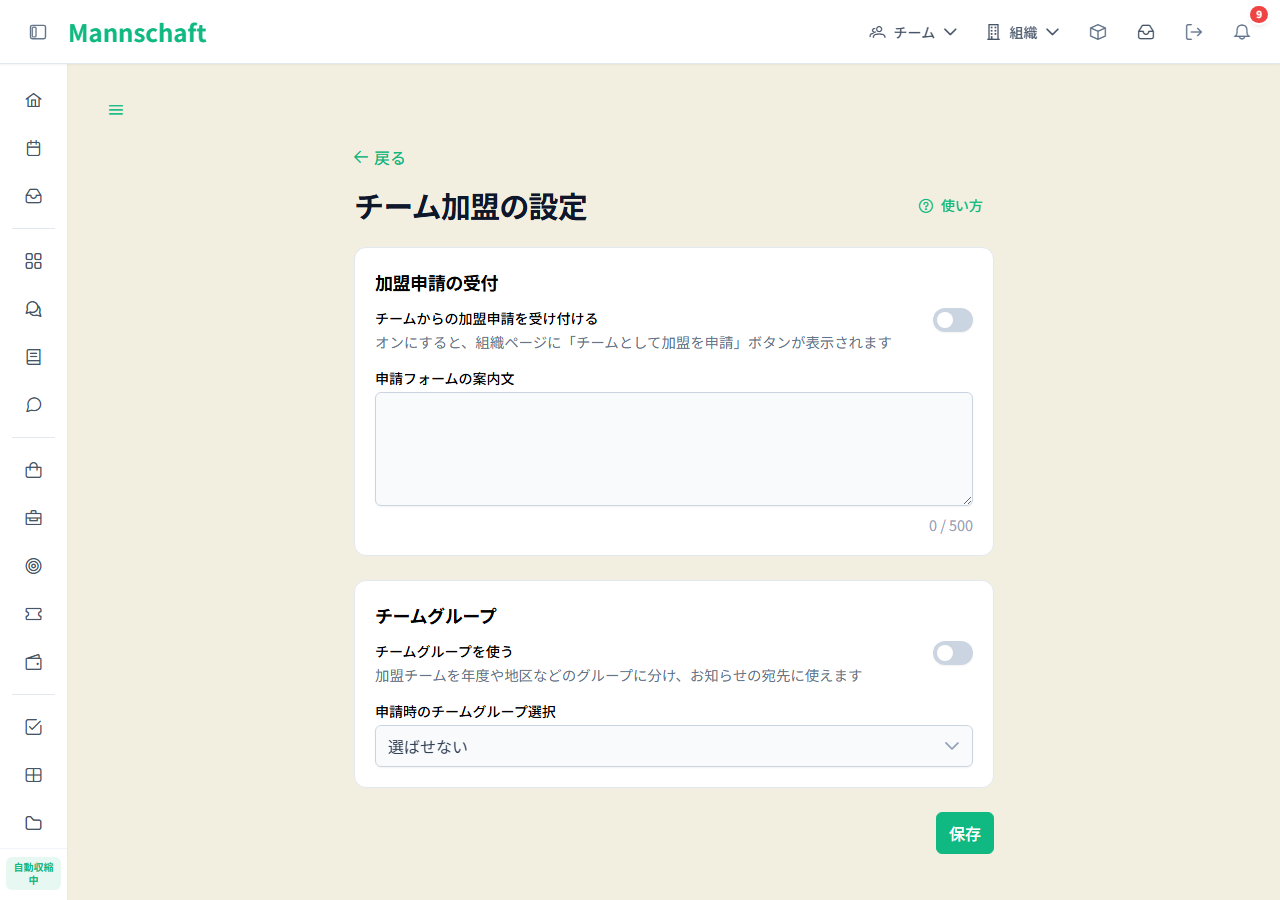 Mannschaft
チーム
組織
9
戻る
チーム加盟の設定
使い方
加盟申請の受付
チームからの加盟申請を受け付ける
オンにすると、組織ページに「チームとして加盟を申請」ボタンが表示されます
申請フォームの案内文
0 / 500
チームグループ
チームグループを使う
加盟チームを年度や地区などのグループに分け、お知らせの宛先に使えます
申請時のチームグループ選択
選ばせない
保存
自動収縮
中